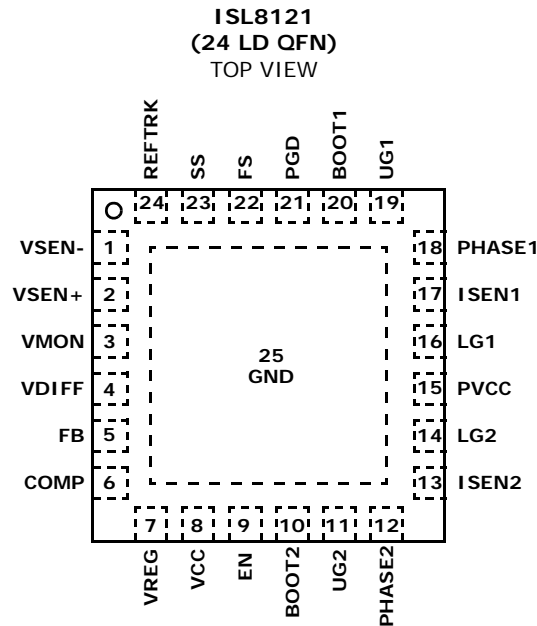 ISL8121
(24 LD QFN)
TOP VIEW
REFTRK
SS
FS
PGD
BOOT1
UG1
24
23
22
21
20
19
VSEN- 1
VSEN+ 2
VMON 3
VDIFF 4
FB 5
COMP 6
18 PHASE1
17 ISEN1
16 LG1
15 PVCC
14 LG2
13 ISEN2
25
GND
7
8
9
10
11
12
VREG
VCC
EN
BOOT2
UG2
PHASE2